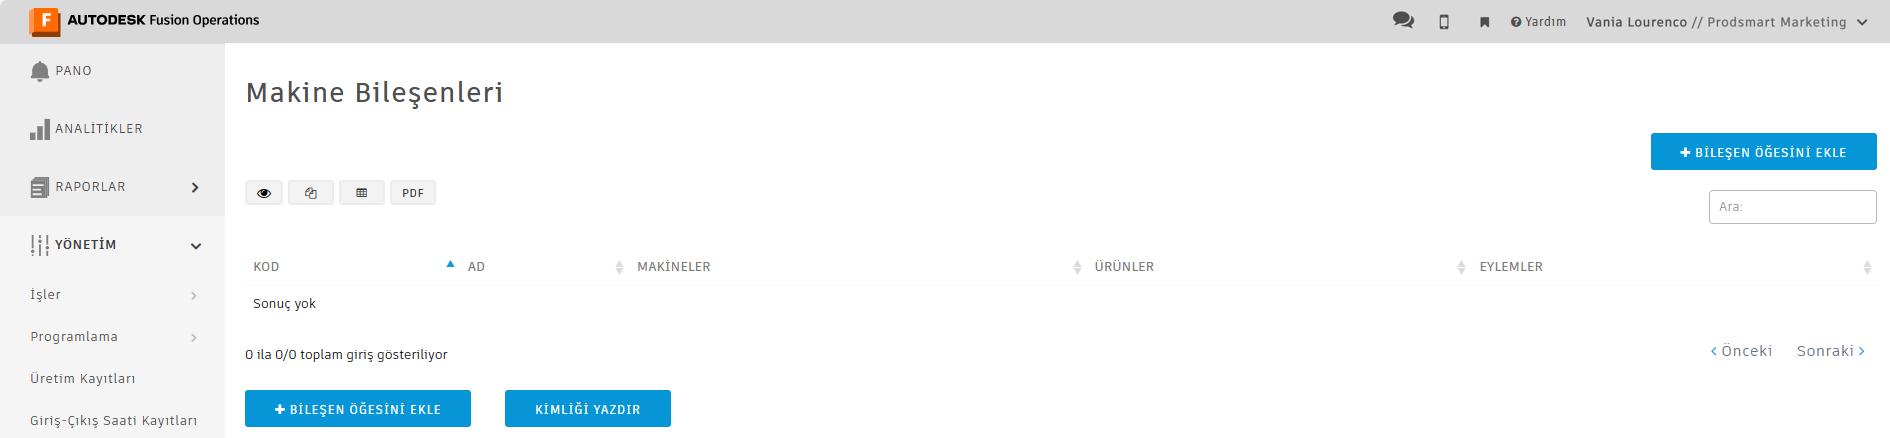 F AUTODESK Fusion Operations
Yardım
Vania Lourenco // Prodsmart Marketing
PANO
ANALİTİKLER
RAPORLAR
YÖNETİM
İşler
Programlama
Üretim Kayıtları
Giriş-Çıkış Saati Kayıtları
Makine Bileşenleri
+ BİLEŞEN ÖĞESİNİ EKLE
PDF
Ara:
KOD AD MAKİNELER ÜRÜNLER EYLEMLER
Sonuç yok
0 ila 0/0 toplam giriş gösteriliyor
< Önceki Sonraki >
+ BİLEŞEN ÖĞESİNİ EKLE
KİMLİĞİ YAZDIR